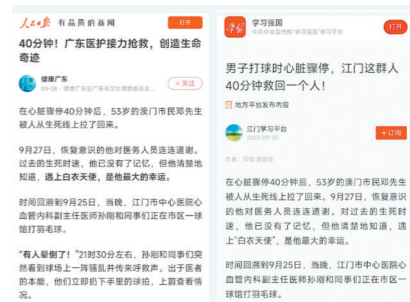 人民日报 有品质的新闻
打开
40分钟！广东医护接力抢救，创造生命
奇迹
健康广东
+关注
在心脏骤停40分钟后，53岁的澳门市民邓先生
被人从生死线上拉了回来。
9月27日，恢复意识的他对医务人员连连道谢。
过去的生死时速，他已没有了记忆，但他清楚地
知道，遇上白衣天使，是他最大的幸运。
时间回溯到9月25日，当晚，江门市中心医院心
血管内科副主任医师孙刚和同事们正在市区一球
馆打羽毛球。
“有人晕倒了！”21时30分左右，孙刚和同事们突
然看到球场上一阵骚乱并传来呼救声。出于医者
的本能，他们立即扔下手里的球拍，上前查看情
况。
学习强国
打开
男子打球时心脏骤停，江门这群人
40分钟救回一个人！
地方平台发布内容
江门学习平台
2023-09-30
+订阅
在心脏骤停40分钟后，53岁的澳门市民邓先生
被人从生死线上拉了回来。9月27日，恢复意识
的他对医务人员连连道谢。对过去的生死时
速，他已没有了记忆，但他清楚地知道，遇
上“白衣天使”，是他最大的幸运。
时间回溯到9月25日，当晚，江门市中心医院心
血管内科副主任医师孙刚和同事们正在市区一
球馆打羽毛球。